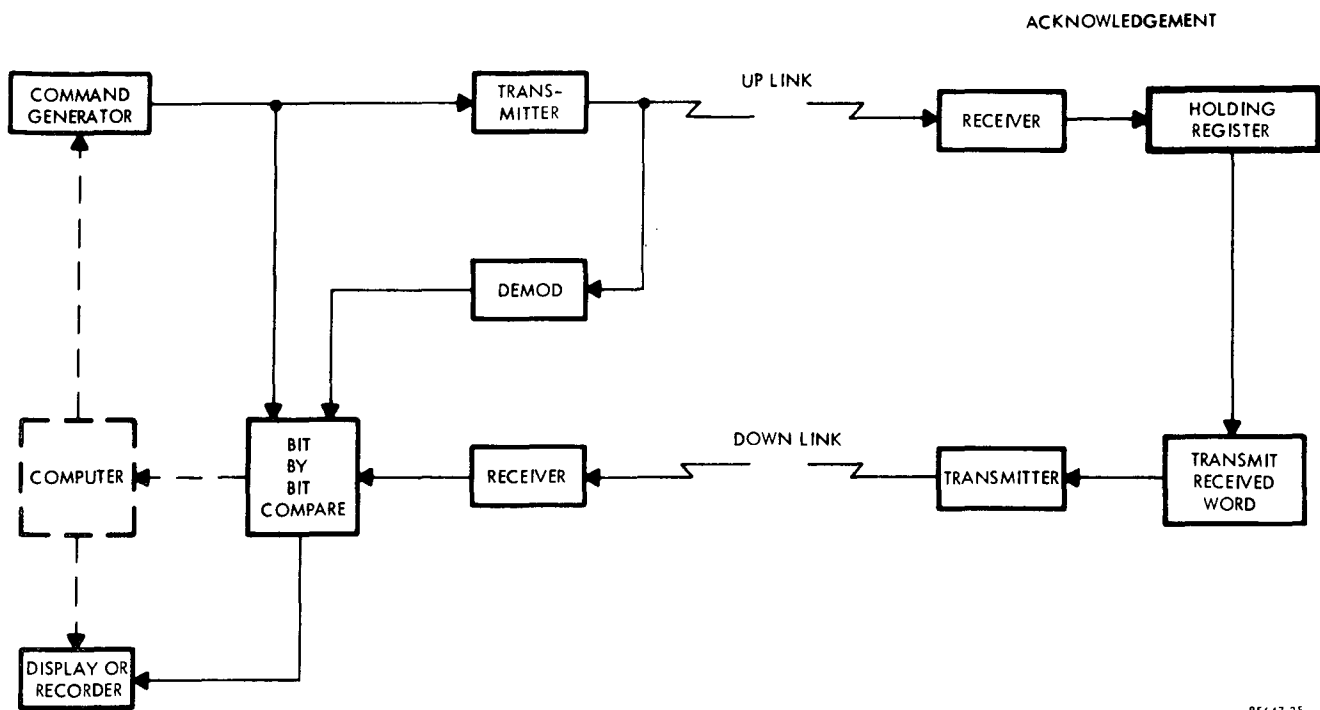 ACKNOWLEDGEMENT
COMMAND
GENERATOR
TRANS-
MITTER
UP LINK
RECEIVER
HOLDING
REGISTER
DEMOD
COMPUTER
BIT
BY
BIT
COMPARE
RECEIVER
DOWN LINK
TRANSMITTER
TRANSMIT
RECEIVED
WORD
DISPLAY OR
RECORDER